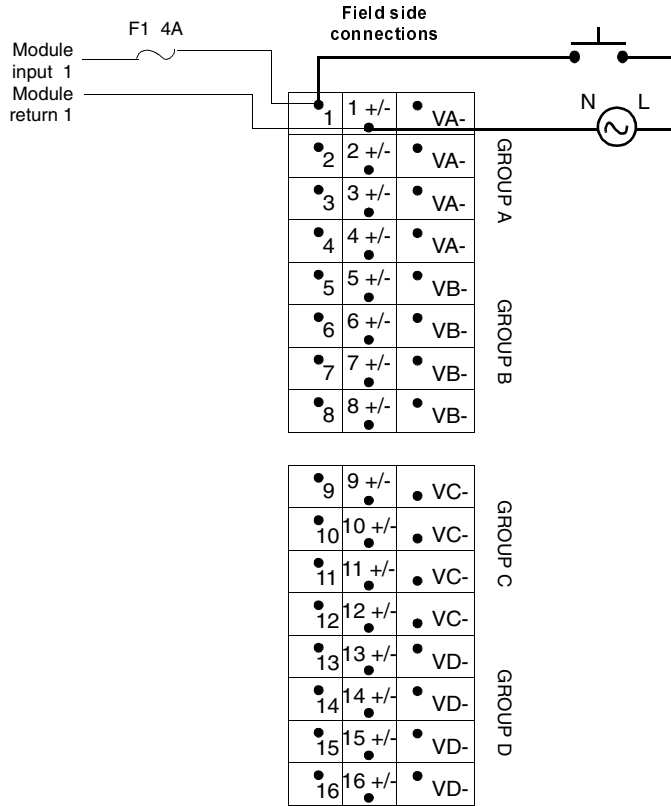 Field side
connections
F1 4A
Module
input 1
Module
return 1
N L
1 1 +/- VA-
2 2 +/- VA-
3 3 +/- VA-
4 4 +/- VA-
GROUP A
5 5 +/- VB-
6 6 +/- VB-
7 7 +/- VB-
8 8 +/- VB-
GROUP B
9 9 +/- VC-
10 10 +/- VC-
11 11 +/- VC-
12 12 +/- VC-
GROUP C
13 13 +/- VD-
14 14 +/- VD-
15 15 +/- VD-
16 16 +/- VD-
GROUP D